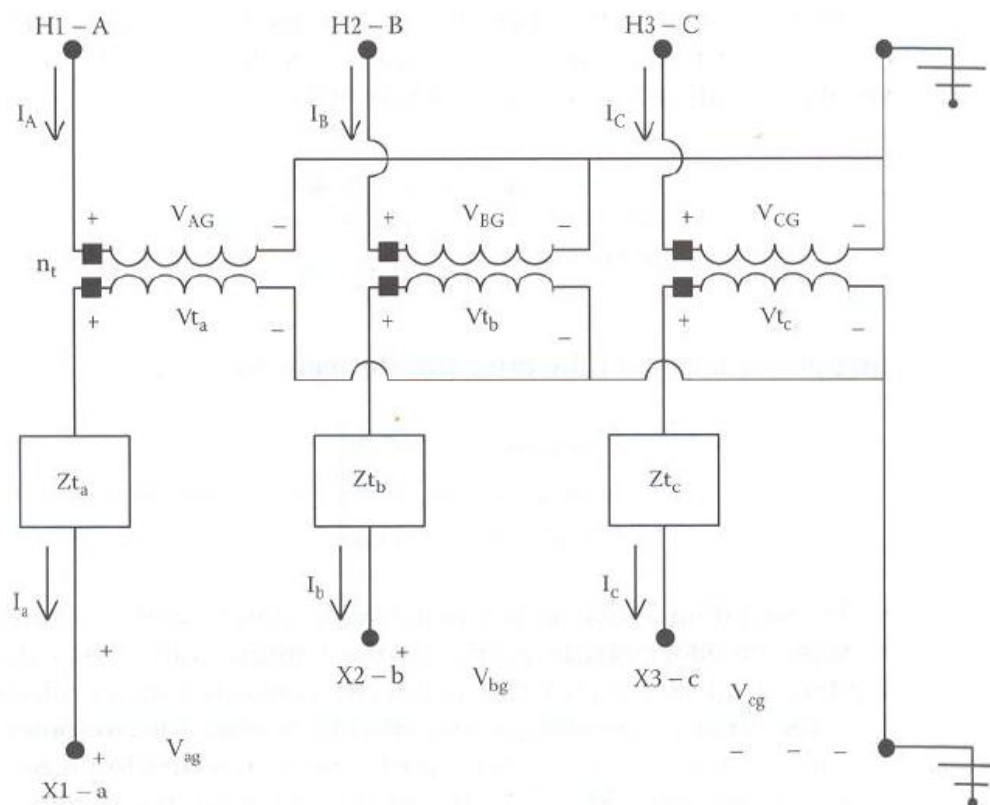 H1 – A H2 – B H3 – C
I_A I_B I_C
+ V_AG – + V_BG – + V_CG –
n_t
+ Vt_a – + Vt_b – + Vt_c –
Zt_a Zt_b Zt_c
I_a I_b I_c
+ +
X2 – b V_bg X3 – c V_cg
+ V_ag – – –
X1 – a